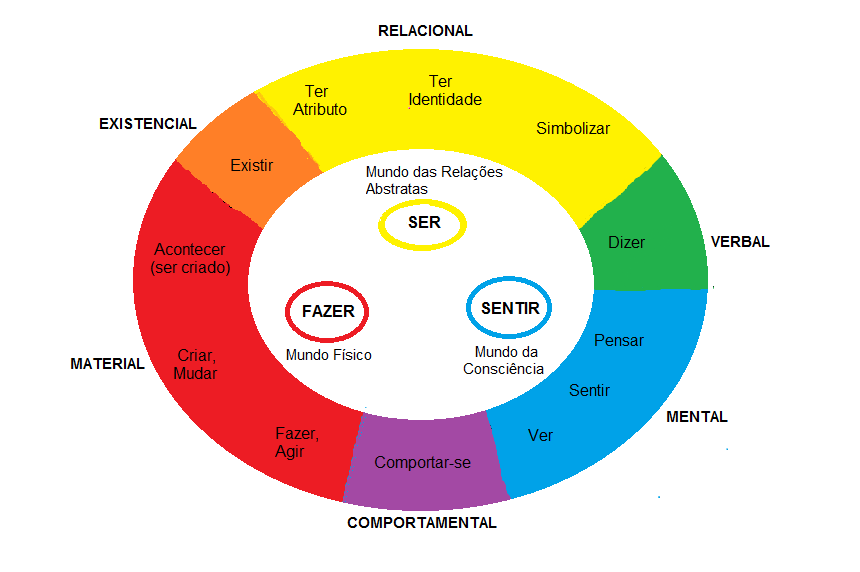 RELACIONAL
Ter
Atributo
Ter
Identidade
Simbolizar
EXISTENCIAL
Existir
Mundo das Relações
Abstratas
SER
Dizer
VERBAL
Acontecer
(ser criado)
FAZER
Mundo Físico
SENTIR
Mundo da
Consciência
Pensar
Sentir
Ver
MENTAL
MATERIAL
Criar,
Mudar
Fazer,
Agir
Comportar-se
COMPORTAMENTAL